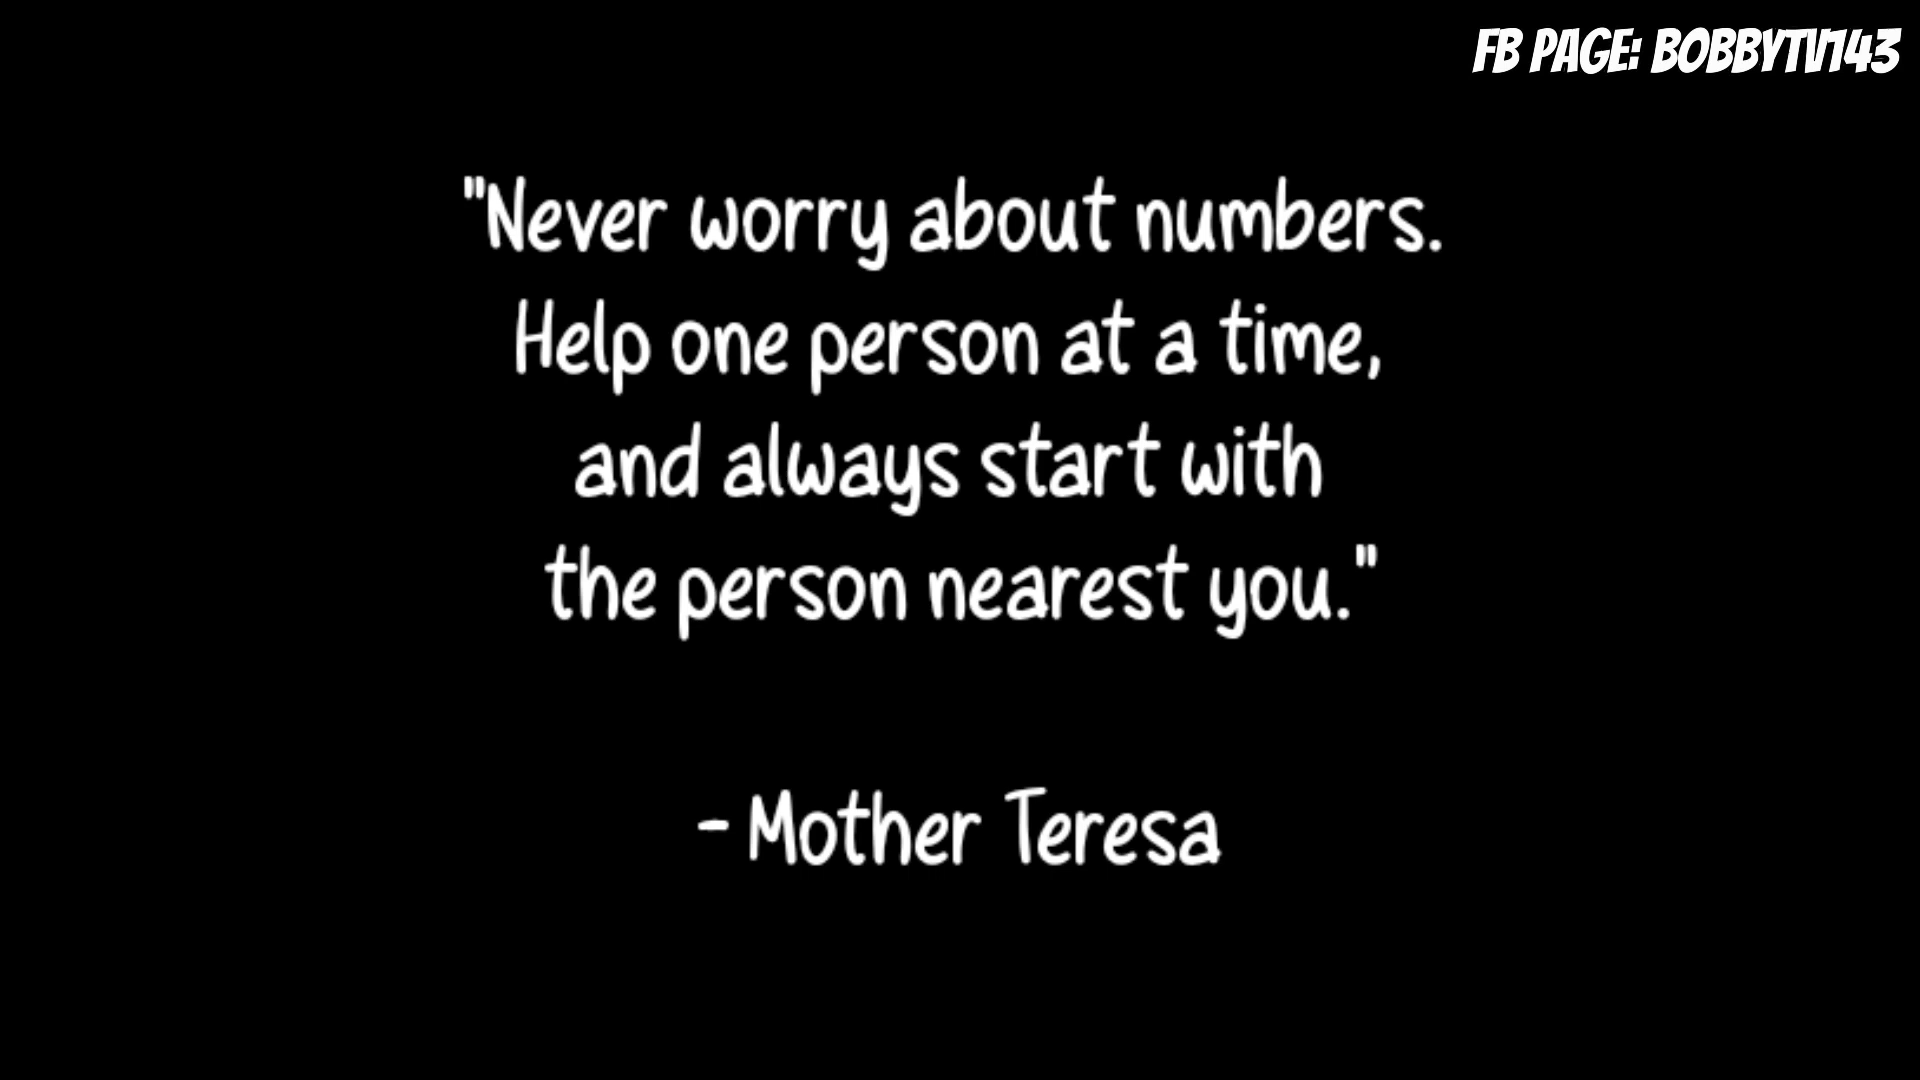 FB PAGE: BOBBYTV143
"Never worry about numbers.
Help one person at a time,
and always start with
the person nearest you."
- Mother Teresa